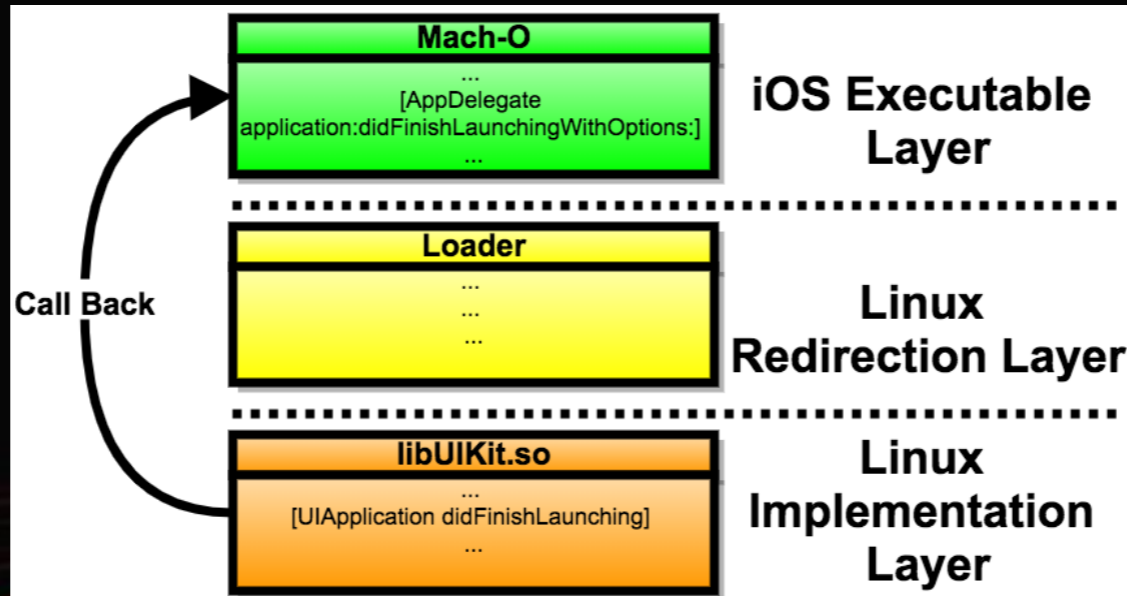 Mach-O
...
[AppDelegate
application:didFinishLaunchingWithOptions:]
...
iOS Executable
Layer
Loader
...
...
...
Call Back
Linux
Redirection Layer
libUIKit.so
...
[UIApplication didFinishLaunching]
...
Linux
Implementation
Layer